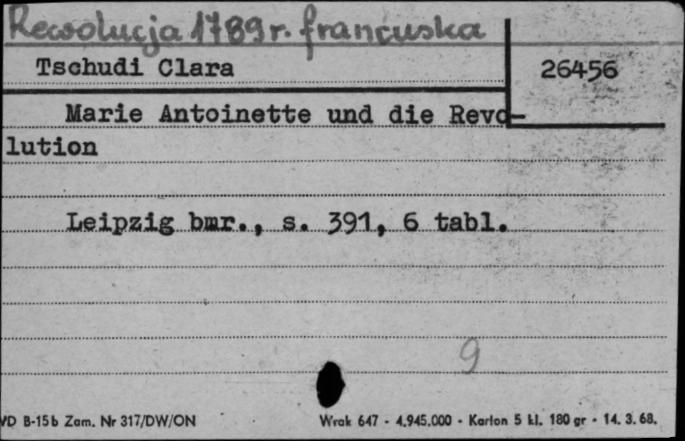 Rewolucja 1789 r. francuska
Tschudi Clara
26456
Marie Antoinette und die Revo-
lution
Leipzig bmr., s. 391, 6 tabl.
9
VD B-15b Zam. Nr 317/DW/ON
Wrak 647 - 4.945.000 - Karton 5 kl. 180 gr - 14. 3. 68.